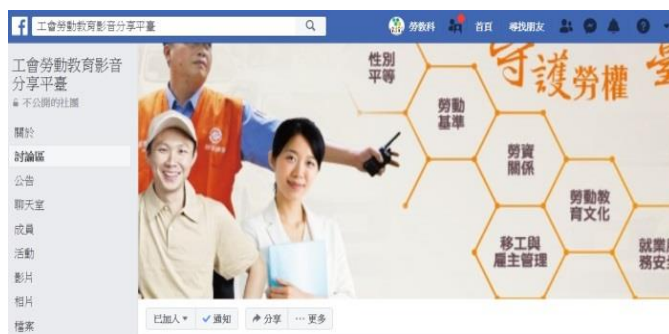 工會勞動教育影音分享平臺
勞教科
首頁
尋找朋友
工會勞動教育影音
分享平臺
不公開的社團
關於
討論區
公告
聊天室
成員
活動
影片
相片
檔案
性別
平等
守護勞權
勞動
基準
勞資
關係
勞動教
育文化
移工與
雇主管理
就業
務安
已加入
通知
分享
更多